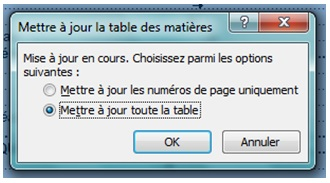 Mettre à jour la table des matières
?
Mise à jour en cours. Choisissez parmi les options
suivantes :
Mettre à jour les numéros de page uniquement
Mettre à jour toute la table
OK
Annuler